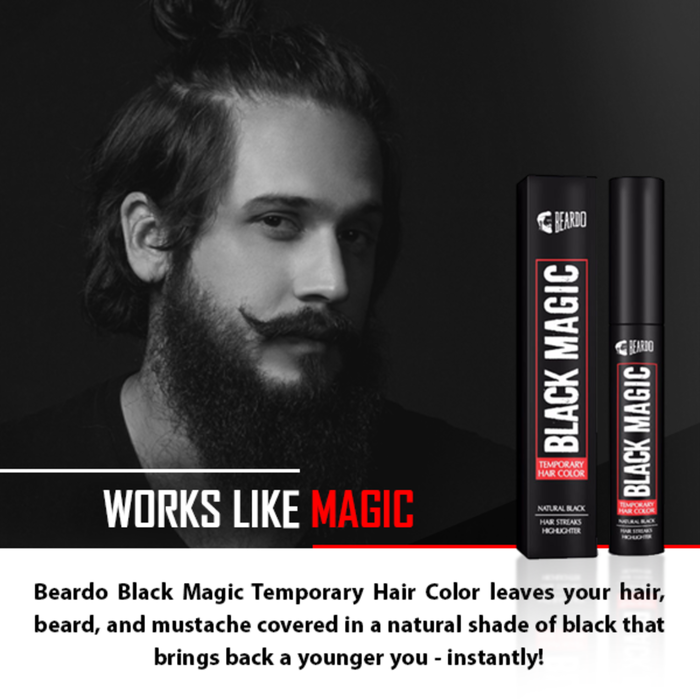 BEARDO
BLACK MAGIC
TEMPORARY
HAIR COLOR
NATURAL BLACK
HAIR STREAKS
HIGHLIGHTER
BEARDO
BLACK MAGIC
TEMPORARY
HAIR COLOR
NATURAL BLACK
HAIR STREAKS
HIGHLIGHTER
WORKS LIKE MAGIC
Beardo Black Magic Temporary Hair Color leaves your hair,
beard, and mustache covered in a natural shade of black that
brings back a younger you - instantly!